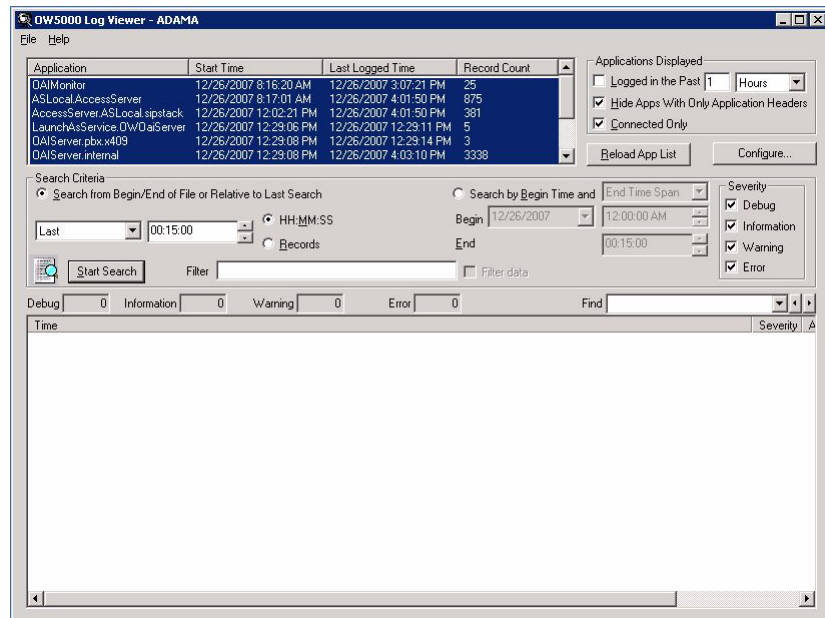 OW5000 Log Viewer - ADAMA
File Help
Application Start Time Last Logged Time Record Count
OAIMonitor 12/26/2007 8:16:20 AM 12/26/2007 3:07:21 PM 25
ASLocal.AccessServer 12/26/2007 8:17:01 AM 12/26/2007 4:01:50 PM 875
AccessServer.ASLocal.sipstack 12/26/2007 12:02:21 PM 12/26/2007 4:01:50 PM 381
LaunchAsService.OWOaiServer 12/26/2007 12:29:06 PM 12/26/2007 12:29:11 PM 5
OAIServer.pbx.x409 12/26/2007 12:29:08 PM 12/26/2007 12:29:14 PM 3
OAIServer.internal 12/26/2007 12:29:08 PM 12/26/2007 4:03:10 PM 3338
Applications Displayed
Logged in the Past 1 Hours
Hide Apps With Only Application Headers
Connected Only
Reload App List Configure...
Search Criteria
Search from Begin/End of File or Relative to Last Search
Last 00:15:00 HH:MM:SS
Records
Start Search Filter
Search by Begin Time and End Time Span
Begin 12/26/2007 12:00:00 AM
End 00:15:00
Filter data
Severity
Debug
Information
Warning
Error
Debug 0 Information 0 Warning 0 Error 0 Find
Time Severity A